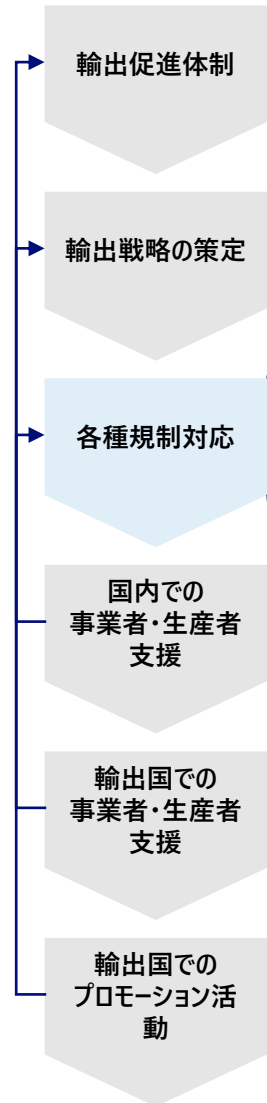 輸出促進体制
輸出戦略の策定
各種規制対応
国内での
事業者・生産者
支援
輸出国での
事業者・生産者
支援
輸出国での
プロモーション活
動